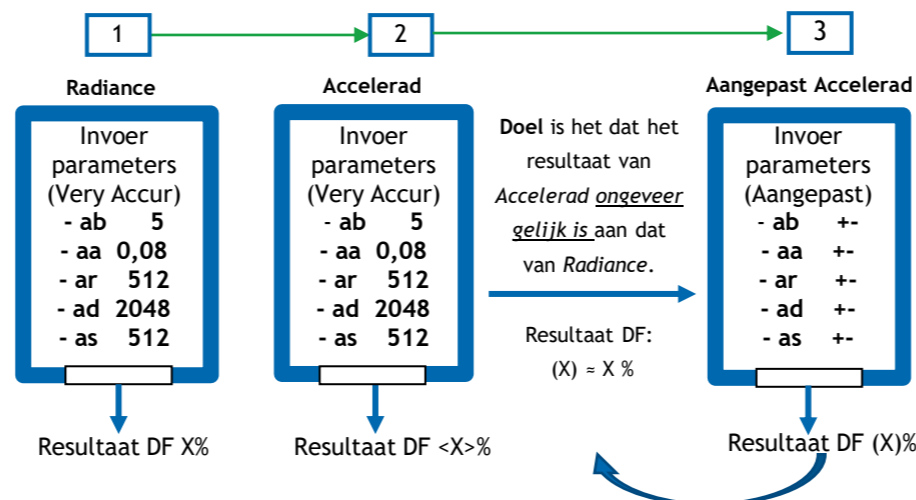 1
2
3
Radiance
Invoer
parameters
(Very Accur)
- ab 5
- aa 0,08
- ar 512
- ad 2048
- as 512
Resultaat DF X%
Accelerad
Invoer
parameters
(Very Accur)
- ab 5
- aa 0,08
- ar 512
- ad 2048
- as 512
Resultaat DF <X>%
Doel is het dat het
resultaat van
Accelerad ongeveer
gelijk is aan dat
van Radiance.
Resultaat DF:
(X) ≈ X %
Aangepast Accelerad
Invoer
parameters
(Aangepast)
- ab +-
- aa +-
- ar +-
- ad +-
- as +-
Resultaat DF (X)%